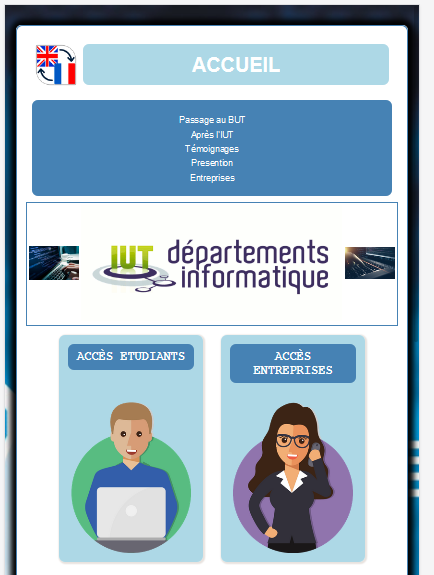 ACCUEIL
Passage au BUT
Après l'IUT
Témoignages
Presention
Entreprises
IUT départements
informatique
ACCÈS ETUDIANTS
ACCÈS
ENTREPRISES